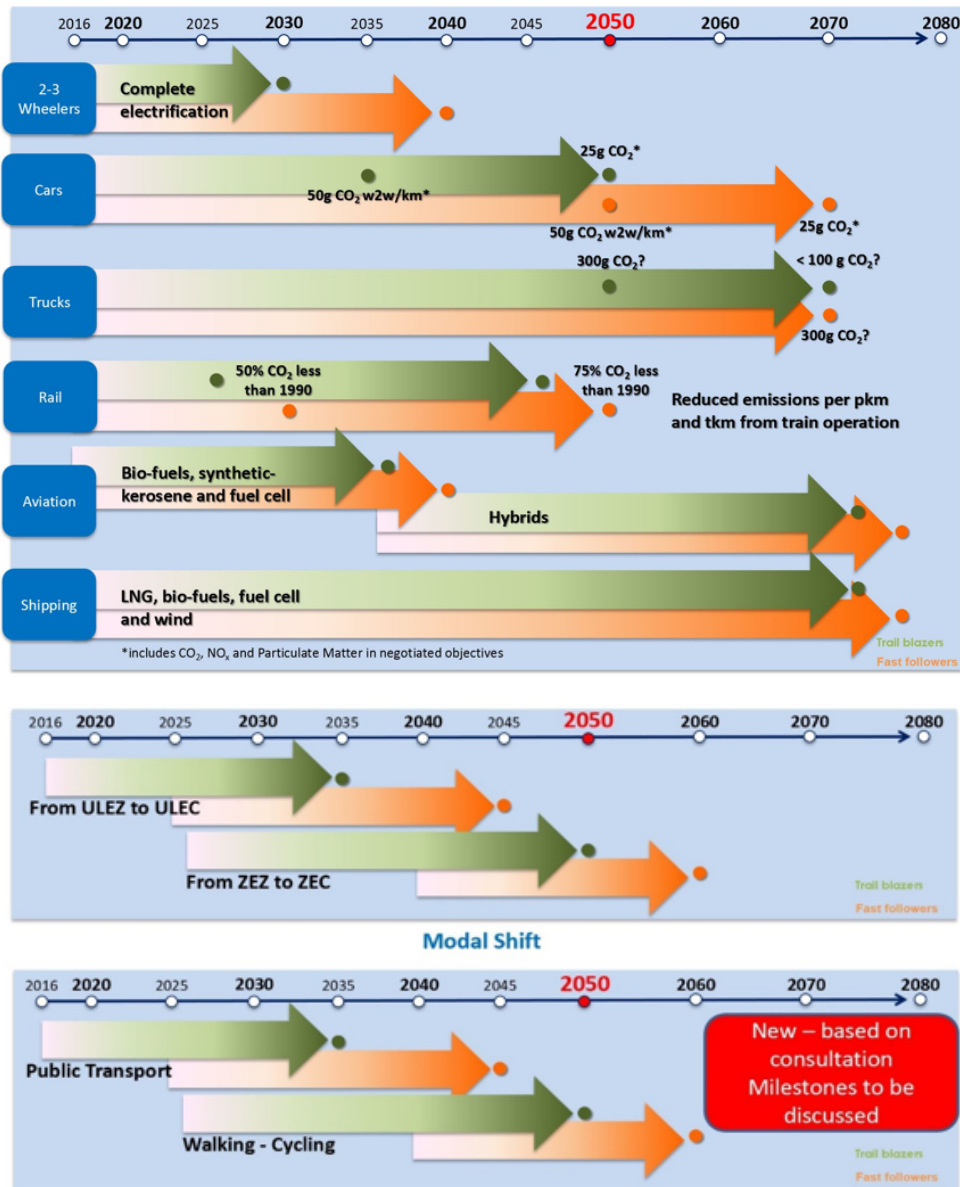 2016 2020 2025 2030 2035 2040 2045 2050 2060 2070 2080
2-3
Wheelers
Complete
electrification
Cars
25g CO₂*
50g CO₂ w2w/km*
50g CO₂ w2w/km*
25g CO₂*
Trucks
300g CO₂?
< 100 g CO₂?
300g CO₂?
Rail
50% CO₂ less
than 1990
75% CO₂ less
than 1990
Reduced emissions per pkm
and tkm from train operation
Aviation
Bio-fuels, synthetic-
kerosene and fuel cell
Hybrids
Shipping
LNG, bio-fuels, fuel cell
and wind
*includes CO₂, NOₓ and Particulate Matter in negotiated objectives
Trail blazers
Fast followers
2016 2020 2025 2030 2035 2040 2045 2050 2060 2070 2080
From ULEZ to ULEC
From ZEZ to ZEC
Trail blazers
Fast followers
Modal Shift
2016 2020 2025 2030 2035 2040 2045 2050 2060 2070 2080
Public Transport
Walking - Cycling
New – based on
consultation
Milestones to be
discussed
Trail blazers
Fast followers